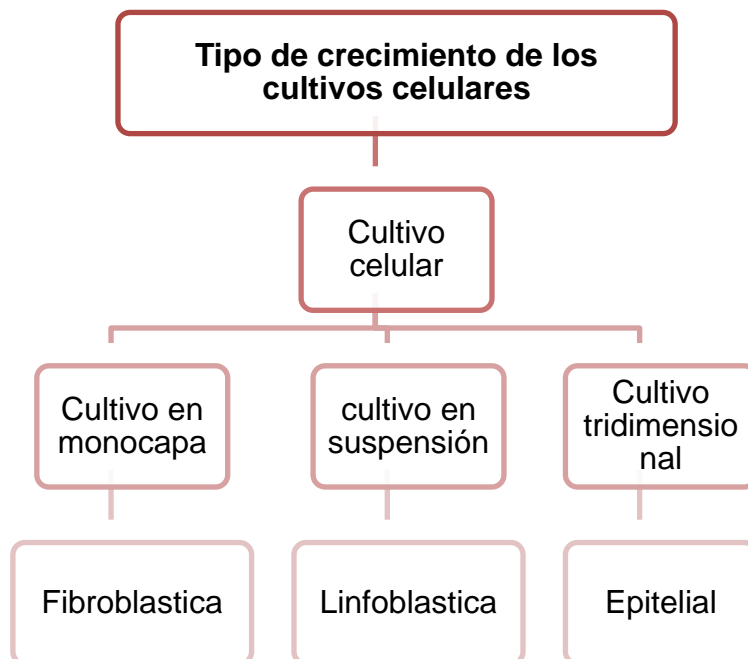 Tipo de crecimiento de los
cultivos celulares
Cultivo
celular
Cultivo en
monocapa
cultivo en
suspensión
Cultivo
tridimensio
nal
Fibroblastica
Linfoblastica
Epitelial